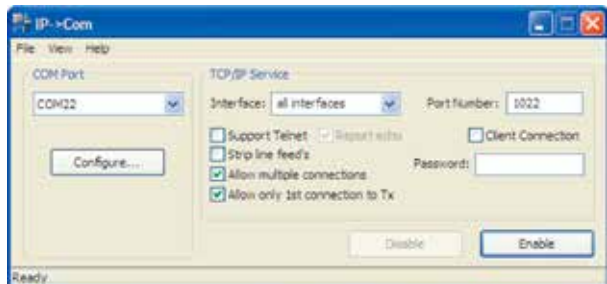 IP->Com
File View Help
COM Port
COM22
Configure...
TCP/IP Service
Interface: all interfaces Port Number: 1022
Support Telnet Report echo Client Connection
Strip line feed's
Allow multiple connections Password:
Allow only 1st connection to Tx
Disable Enable
Ready